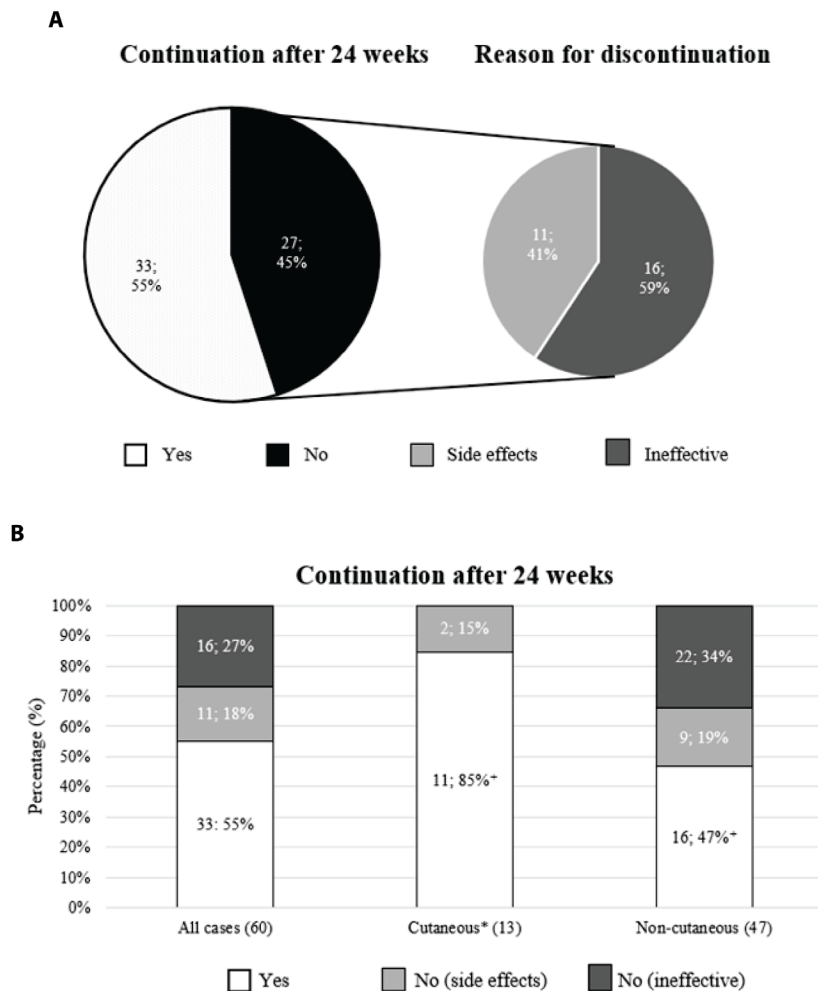 A
Continuation after 24 weeks
Reason for discontinuation
27;
45%
33;
55%
11;
41%
16;
59%
Yes
No
Side effects
Ineffective
B
Continuation after 24 weeks
Percentage (%)
100%
90%
80%
70%
60%
50%
40%
30%
20%
10%
0%
16; 27%
11; 18%
33: 55%
2; 15%
11; 85%+
22; 34%
9; 19%
16; 47%+
All cases (60)
Cutaneous* (13)
Non-cutaneous (47)
Yes
No (side effects)
No (ineffective)